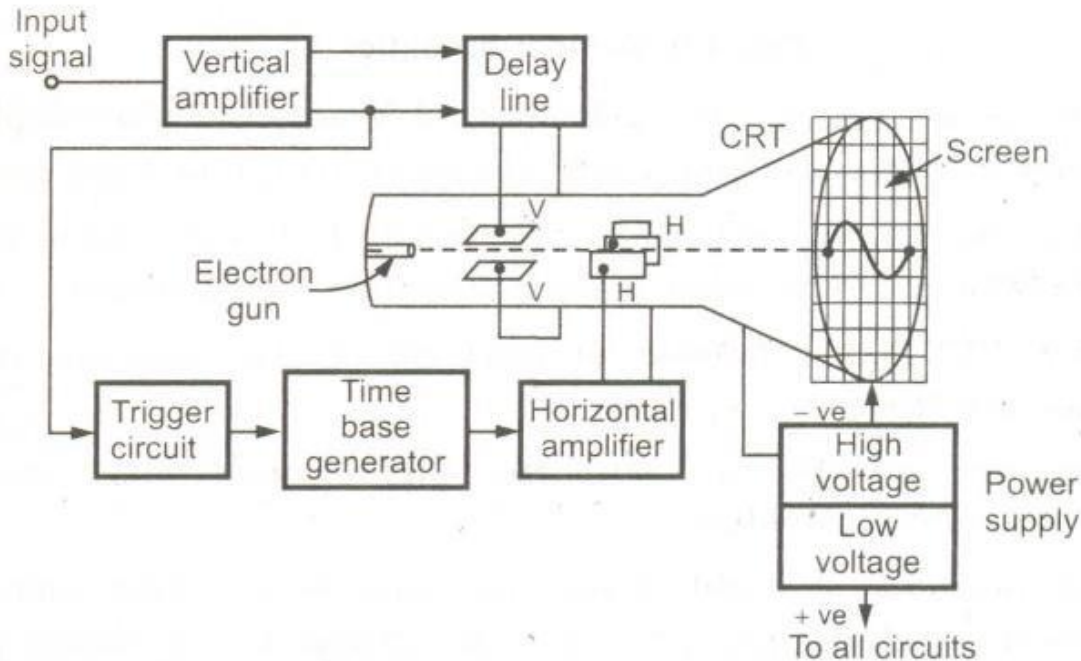 Input
signal
Vertical
amplifier
Delay
line
CRT
Screen
V
H
Electron
gun
V
H
Trigger
circuit
Time
base
generator
Horizontal
amplifier
– ve
High
voltage
Power
supply
Low
voltage
+ ve
To all circuits